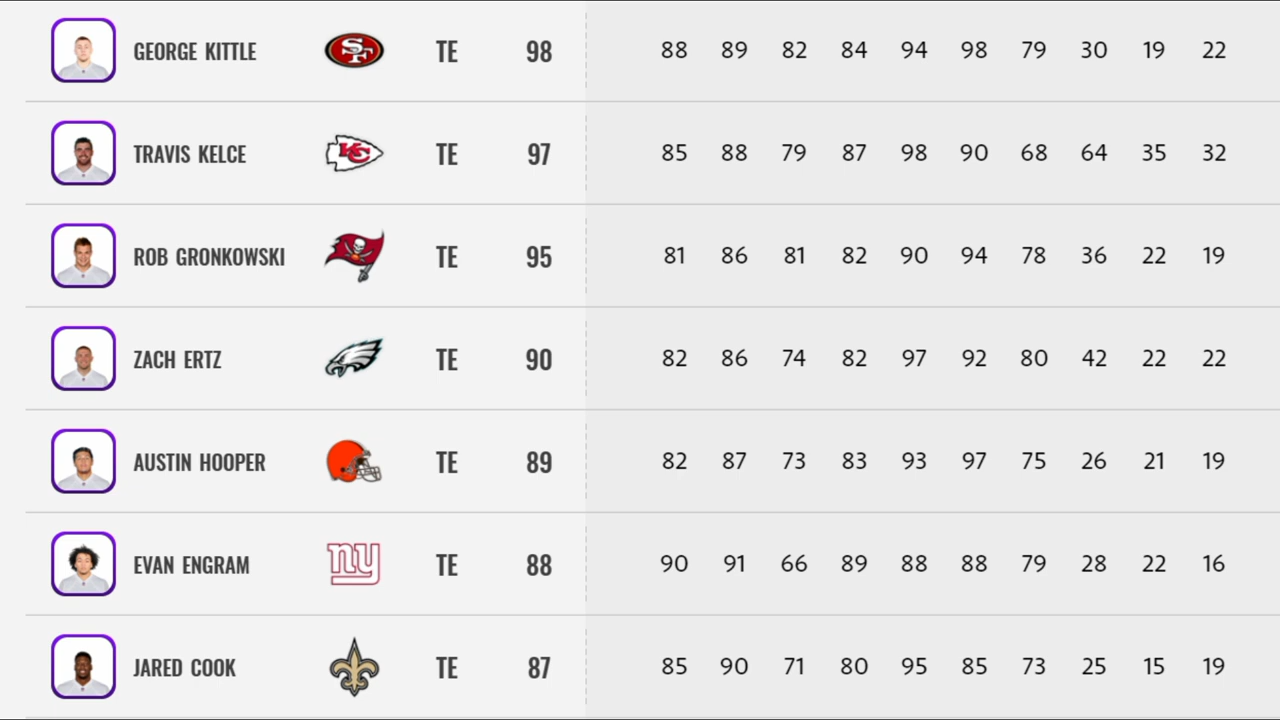 GEORGE KITTLE SF TE 98 88 89 82 84 94 98 79 30 19 22
TRAVIS KELCE KC TE 97 85 88 79 87 98 90 68 64 35 32
ROB GRONKOWSKI TE 95 81 86 81 82 90 94 78 36 22 19
ZACH ERTZ TE 90 82 86 74 82 97 92 80 42 22 22
AUSTIN HOOPER TE 89 82 87 73 83 93 97 75 26 21 19
EVAN ENGRAM ny TE 88 90 91 66 89 88 88 79 28 22 16
JARED COOK TE 87 85 90 71 80 95 85 73 25 15 19